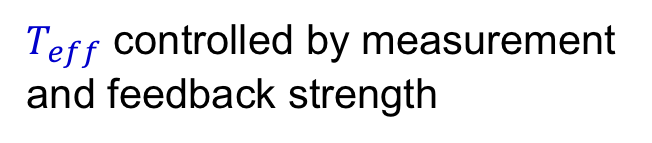 T_eff controlled by measurement
and feedback strength